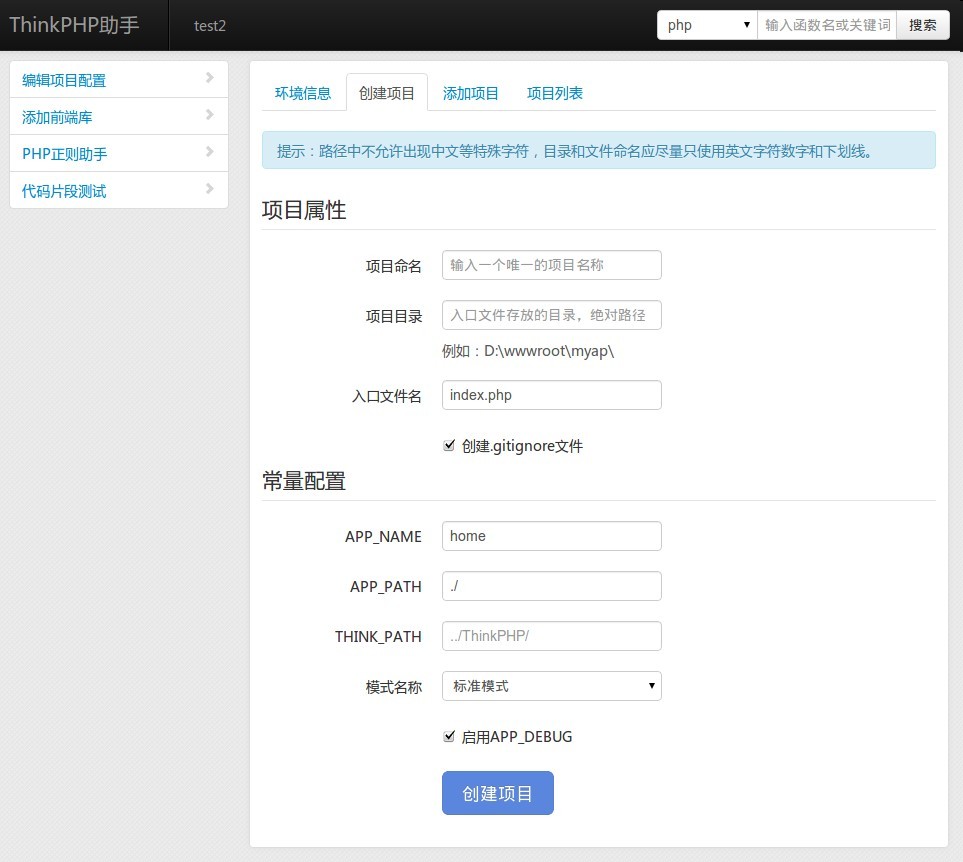 ThinkPHP助手
test2
php
输入函数名或关键词
搜索
编辑项目配置
添加前端库
PHP正则助手
代码片段测试
环境信息
创建项目
添加项目
项目列表
提示：路径中不允许出现中文等特殊字符，目录和文件命名应尽量只使用英文字符数字和下划线。
项目属性
项目命名
输入一个唯一的项目名称
项目目录
入口文件存放的目录，绝对路径
例如：D:\wwwroot\myap\
入口文件名
index.php
创建.gitignore文件
常量配置
APP_NAME
home
APP_PATH
./
THINK_PATH
../ThinkPHP/
模式名称
标准模式
启用APP_DEBUG
创建项目